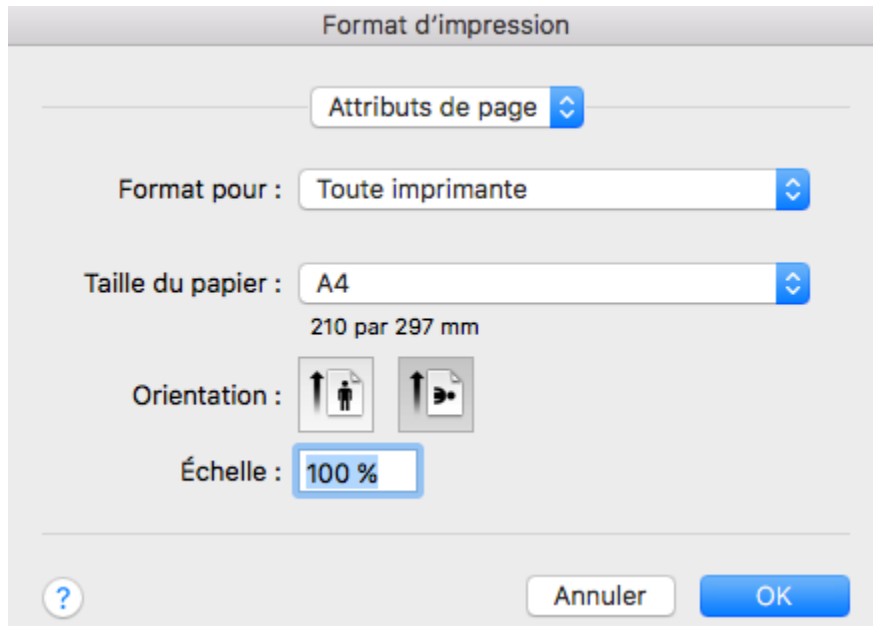 Format d’impression
Attributs de page
Format pour : Toute imprimante
Taille du papier : A4
210 par 297 mm
Orientation :
Échelle : 100 %
? Annuler OK